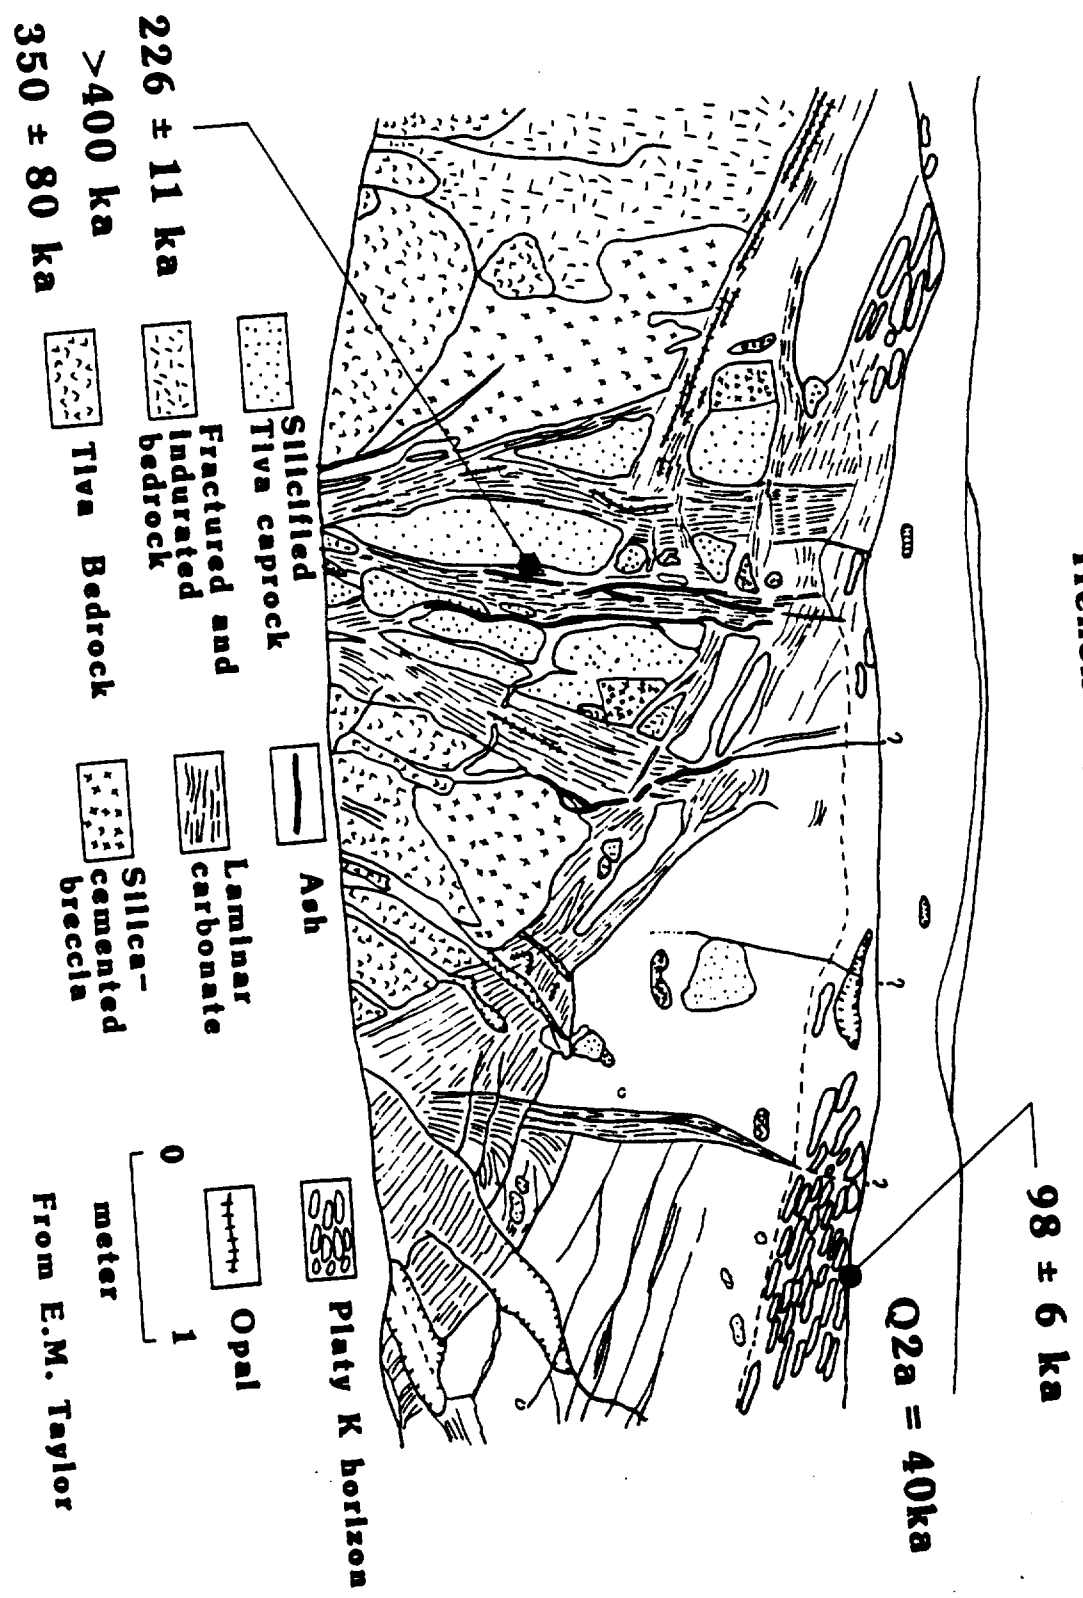 98 ± 6 ka
Q2a = 40ka
?
?
?
226 ± 11 ka
>400 ka
350 ± 80 ka
Silicified
Tiva caprock
Fractured and
indurated
bedrock
Tiva Bedrock
Ash
Laminar
carbonate
Silica-
cemented
breccia
Platy K horizon
Opal
0 1
meter
From E.M. Taylor